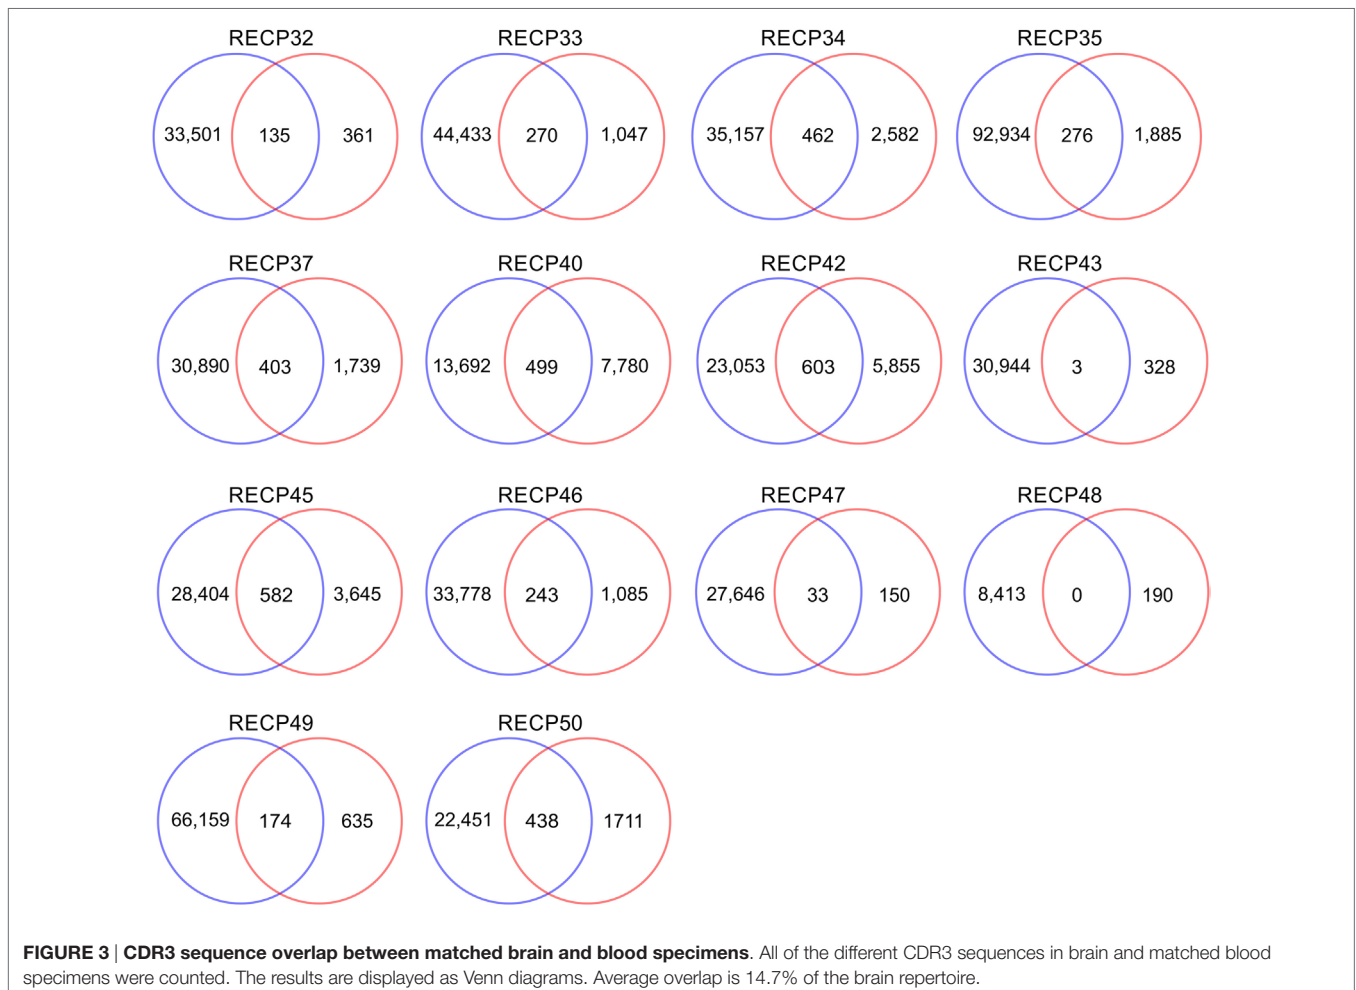 RECP32 RECP33 RECP34 RECP35
33,501 135 361 44,433 270 1,047 35,157 462 2,582 92,934 276 1,885
RECP37 RECP40 RECP42 RECP43
30,890 403 1,739 13,692 499 7,780 23,053 603 5,855 30,944 3 328
RECP45 RECP46 RECP47 RECP48
28,404 582 3,645 33,778 243 1,085 27,646 33 150 8,413 0 190
RECP49 RECP50
66,159 174 635 22,451 438 1711
FIGURE 3 | CDR3 sequence overlap between matched brain and blood specimens. All of the different CDR3 sequences in brain and matched blood
specimens were counted. The results are displayed as Venn diagrams. Average overlap is 14.7% of the brain repertoire.